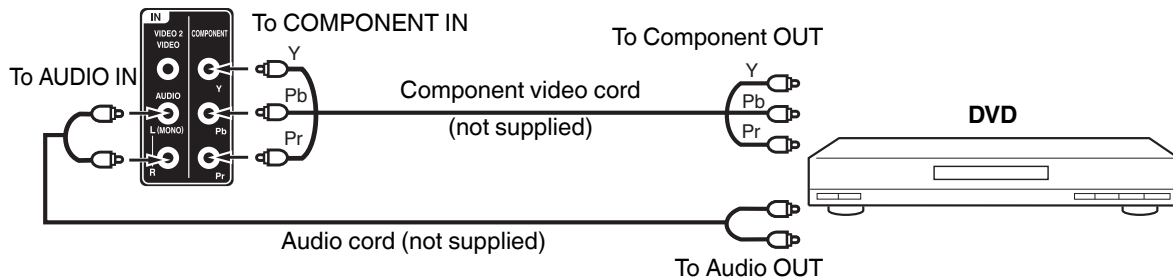 IN
VIDEO 2
VIDEO
COMPONENT
Y
AUDIO
L (MONO)
Pb
R
Pr
To COMPONENT IN
To AUDIO IN
Y
Pb
Pr
Component video cord
(not supplied)
To Component OUT
Y
Pb
Pr
DVD
Audio cord (not supplied)
To Audio OUT